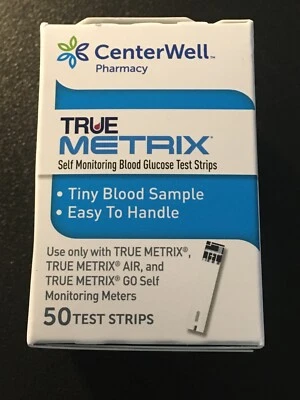 CenterWell™
Pharmacy
TRUE
METRIX®
Self Monitoring Blood Glucose Test Strips
• Tiny Blood Sample
• Easy To Handle
Use only with TRUE METRIX®,
TRUE METRIX® AIR, and
TRUE METRIX® GO Self
Monitoring Meters
50 TEST STRIPS